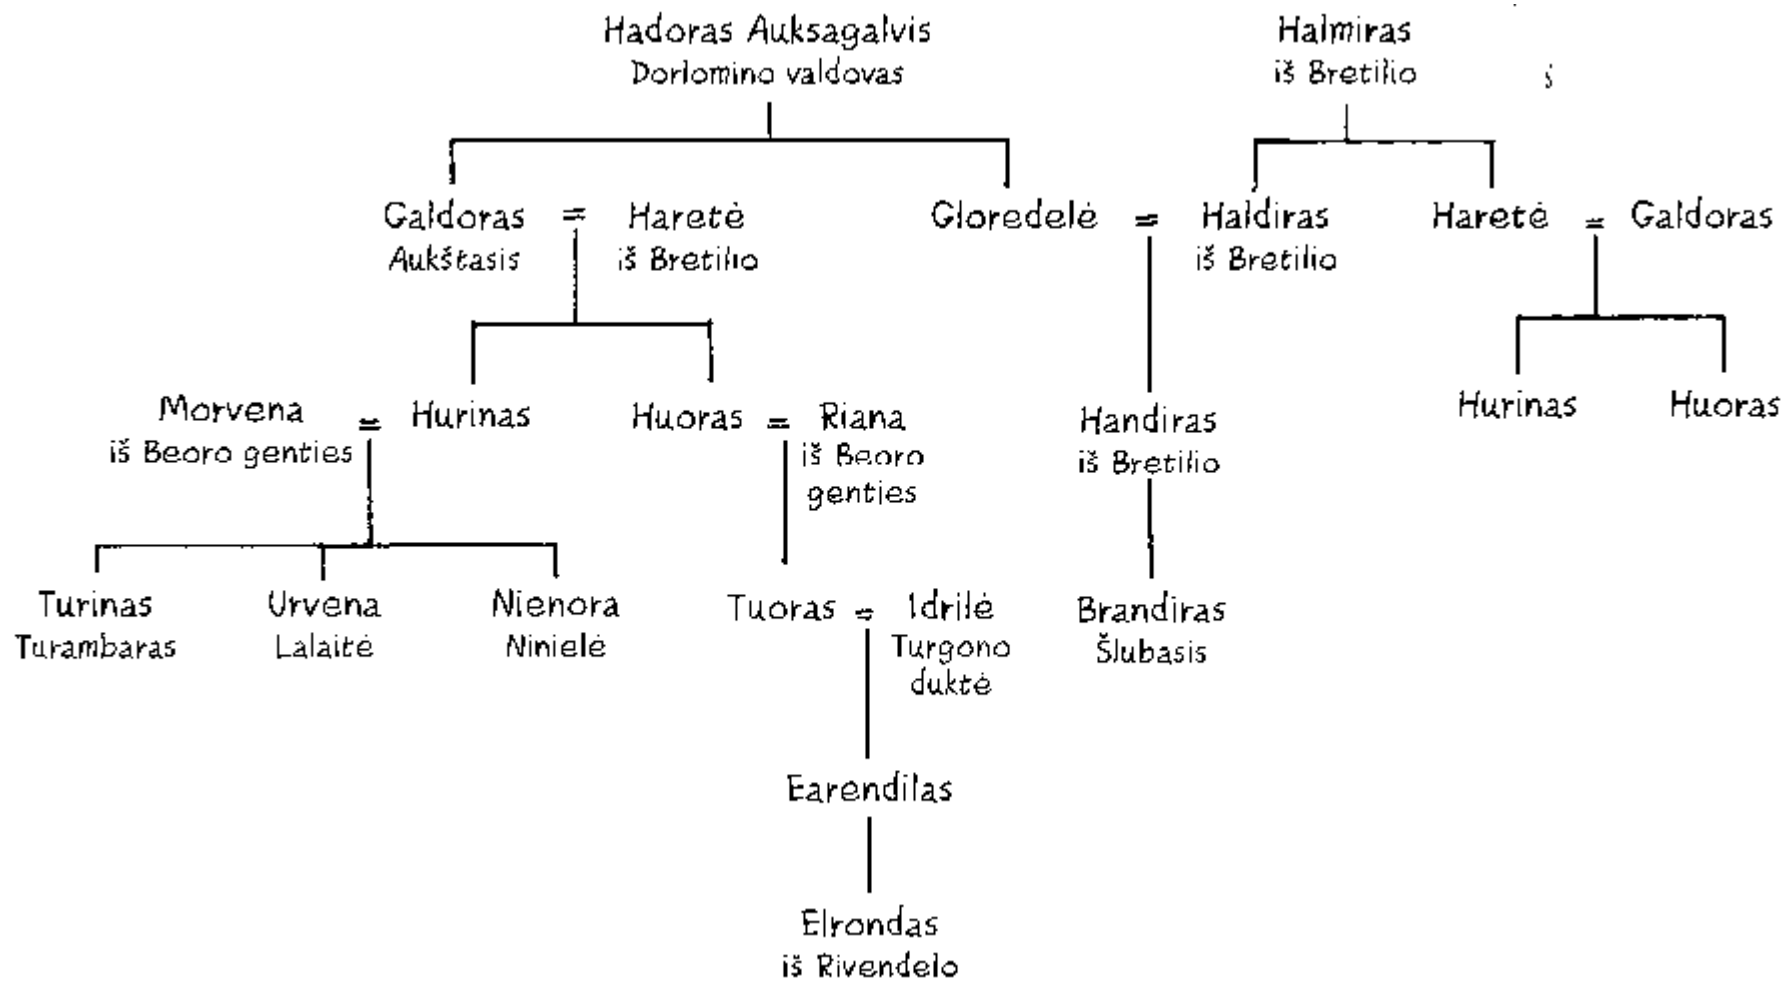 Hadoras Auksagalvis
Dorlomino valdovas
Halmiras
iš Bretilio
Galdoras = Haretė
Aukštasis
iš Bretilio
Gloredelė = Haldiras
iš Bretilio
Haretė = Galdoras
Morvena = Hurinas
iš Beoro genties
Huoras = Riana
iš Beoro
genties
Handiras
iš Bretilio
Hurinas
Huoras
Turinas
Turambaras
Urvena
Lalaitė
Nienora
Ninielė
Tuoras = Idrilė
Turgono
duktė
Brandiras
Šlubasis
Earendilas
Elrondas
iš Rivendelo